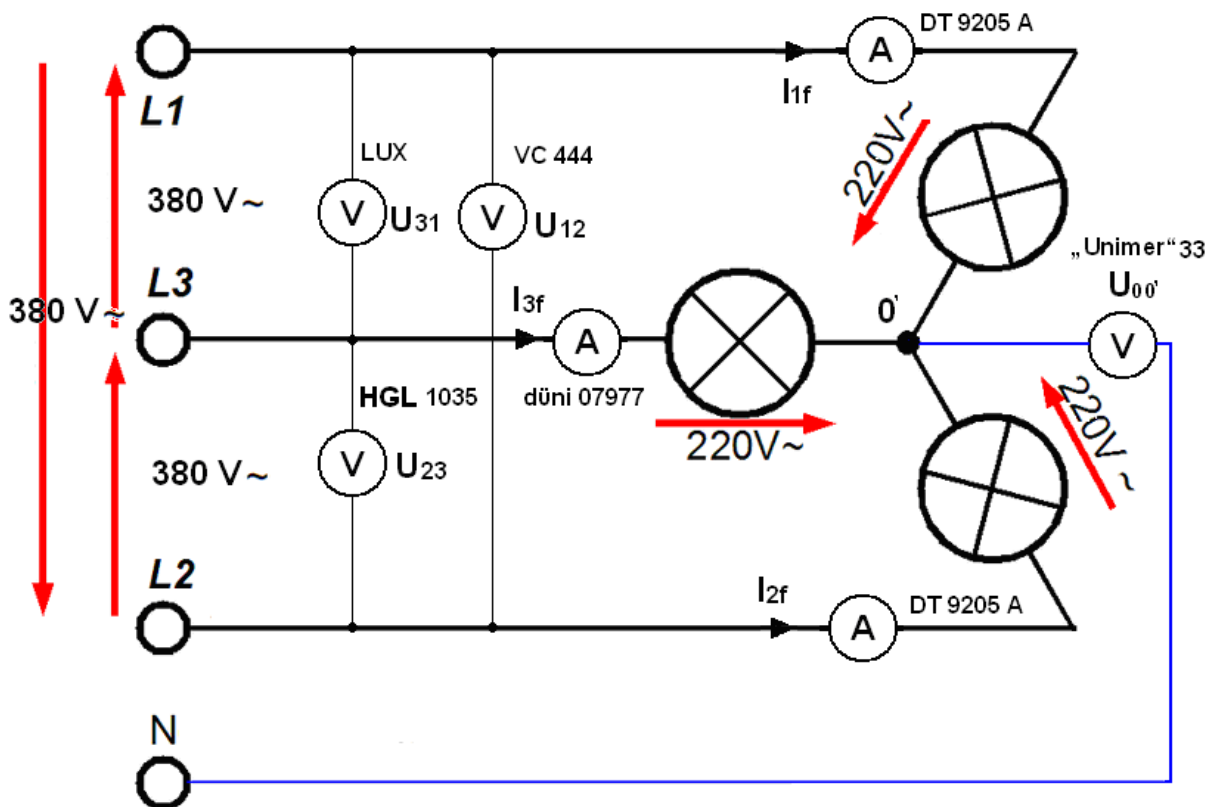 DT 9205 A
A
I1f
L1
LUX
VC 444
220V~
380 V~
V
U31
V
U12
„Unimer“33
U00'
L3
I3f
0'
380 V~
A
V
HGL 1035
düni 07977
220V~
220V~
380 V~
V
U23
L2
I2f
DT 9205 A
A
N